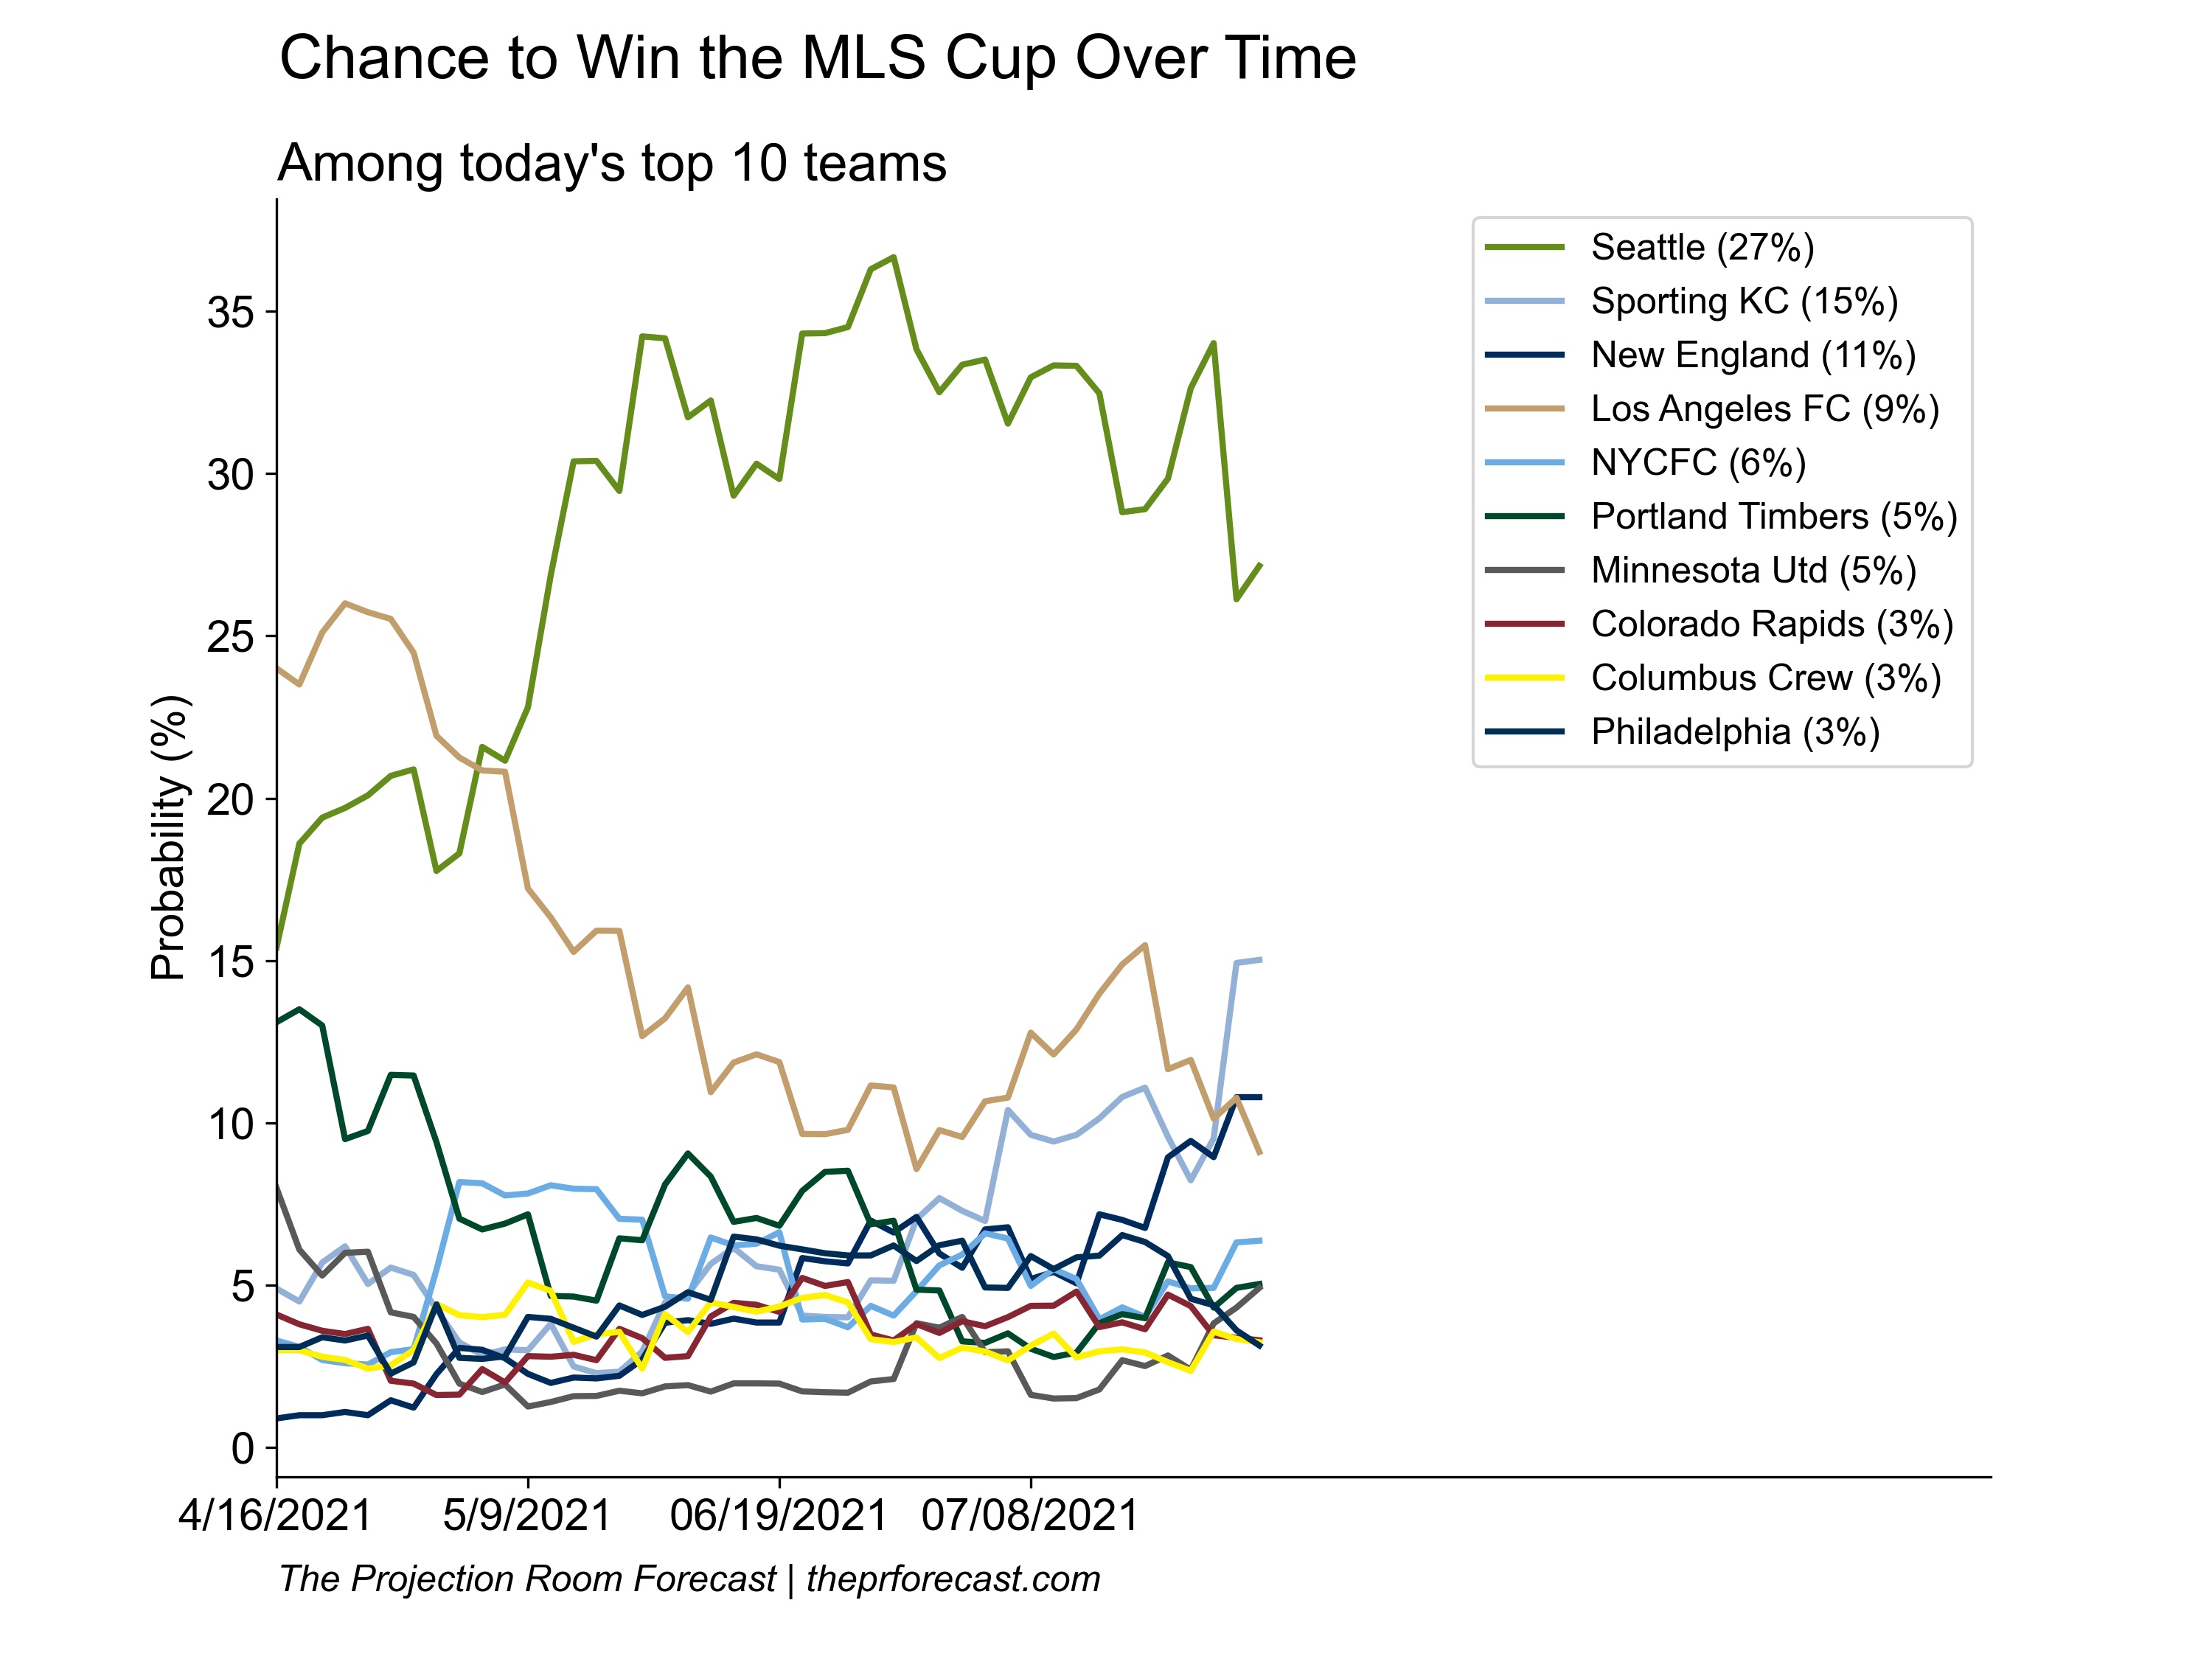 Chance to Win the MLS Cup Over Time
Among today's top 10 teams
Seattle (27%)
Sporting KC (15%)
New England (11%)
Los Angeles FC (9%)
NYCFC (6%)
Portland Timbers (5%)
Minnesota Utd (5%)
Colorado Rapids (3%)
Columbus Crew (3%)
Philadelphia (3%)
Probability (%)
35
30
25
20
15
10
5
0
4/16/2021 5/9/2021 06/19/2021 07/08/2021
The Projection Room Forecast | theprforecast.com